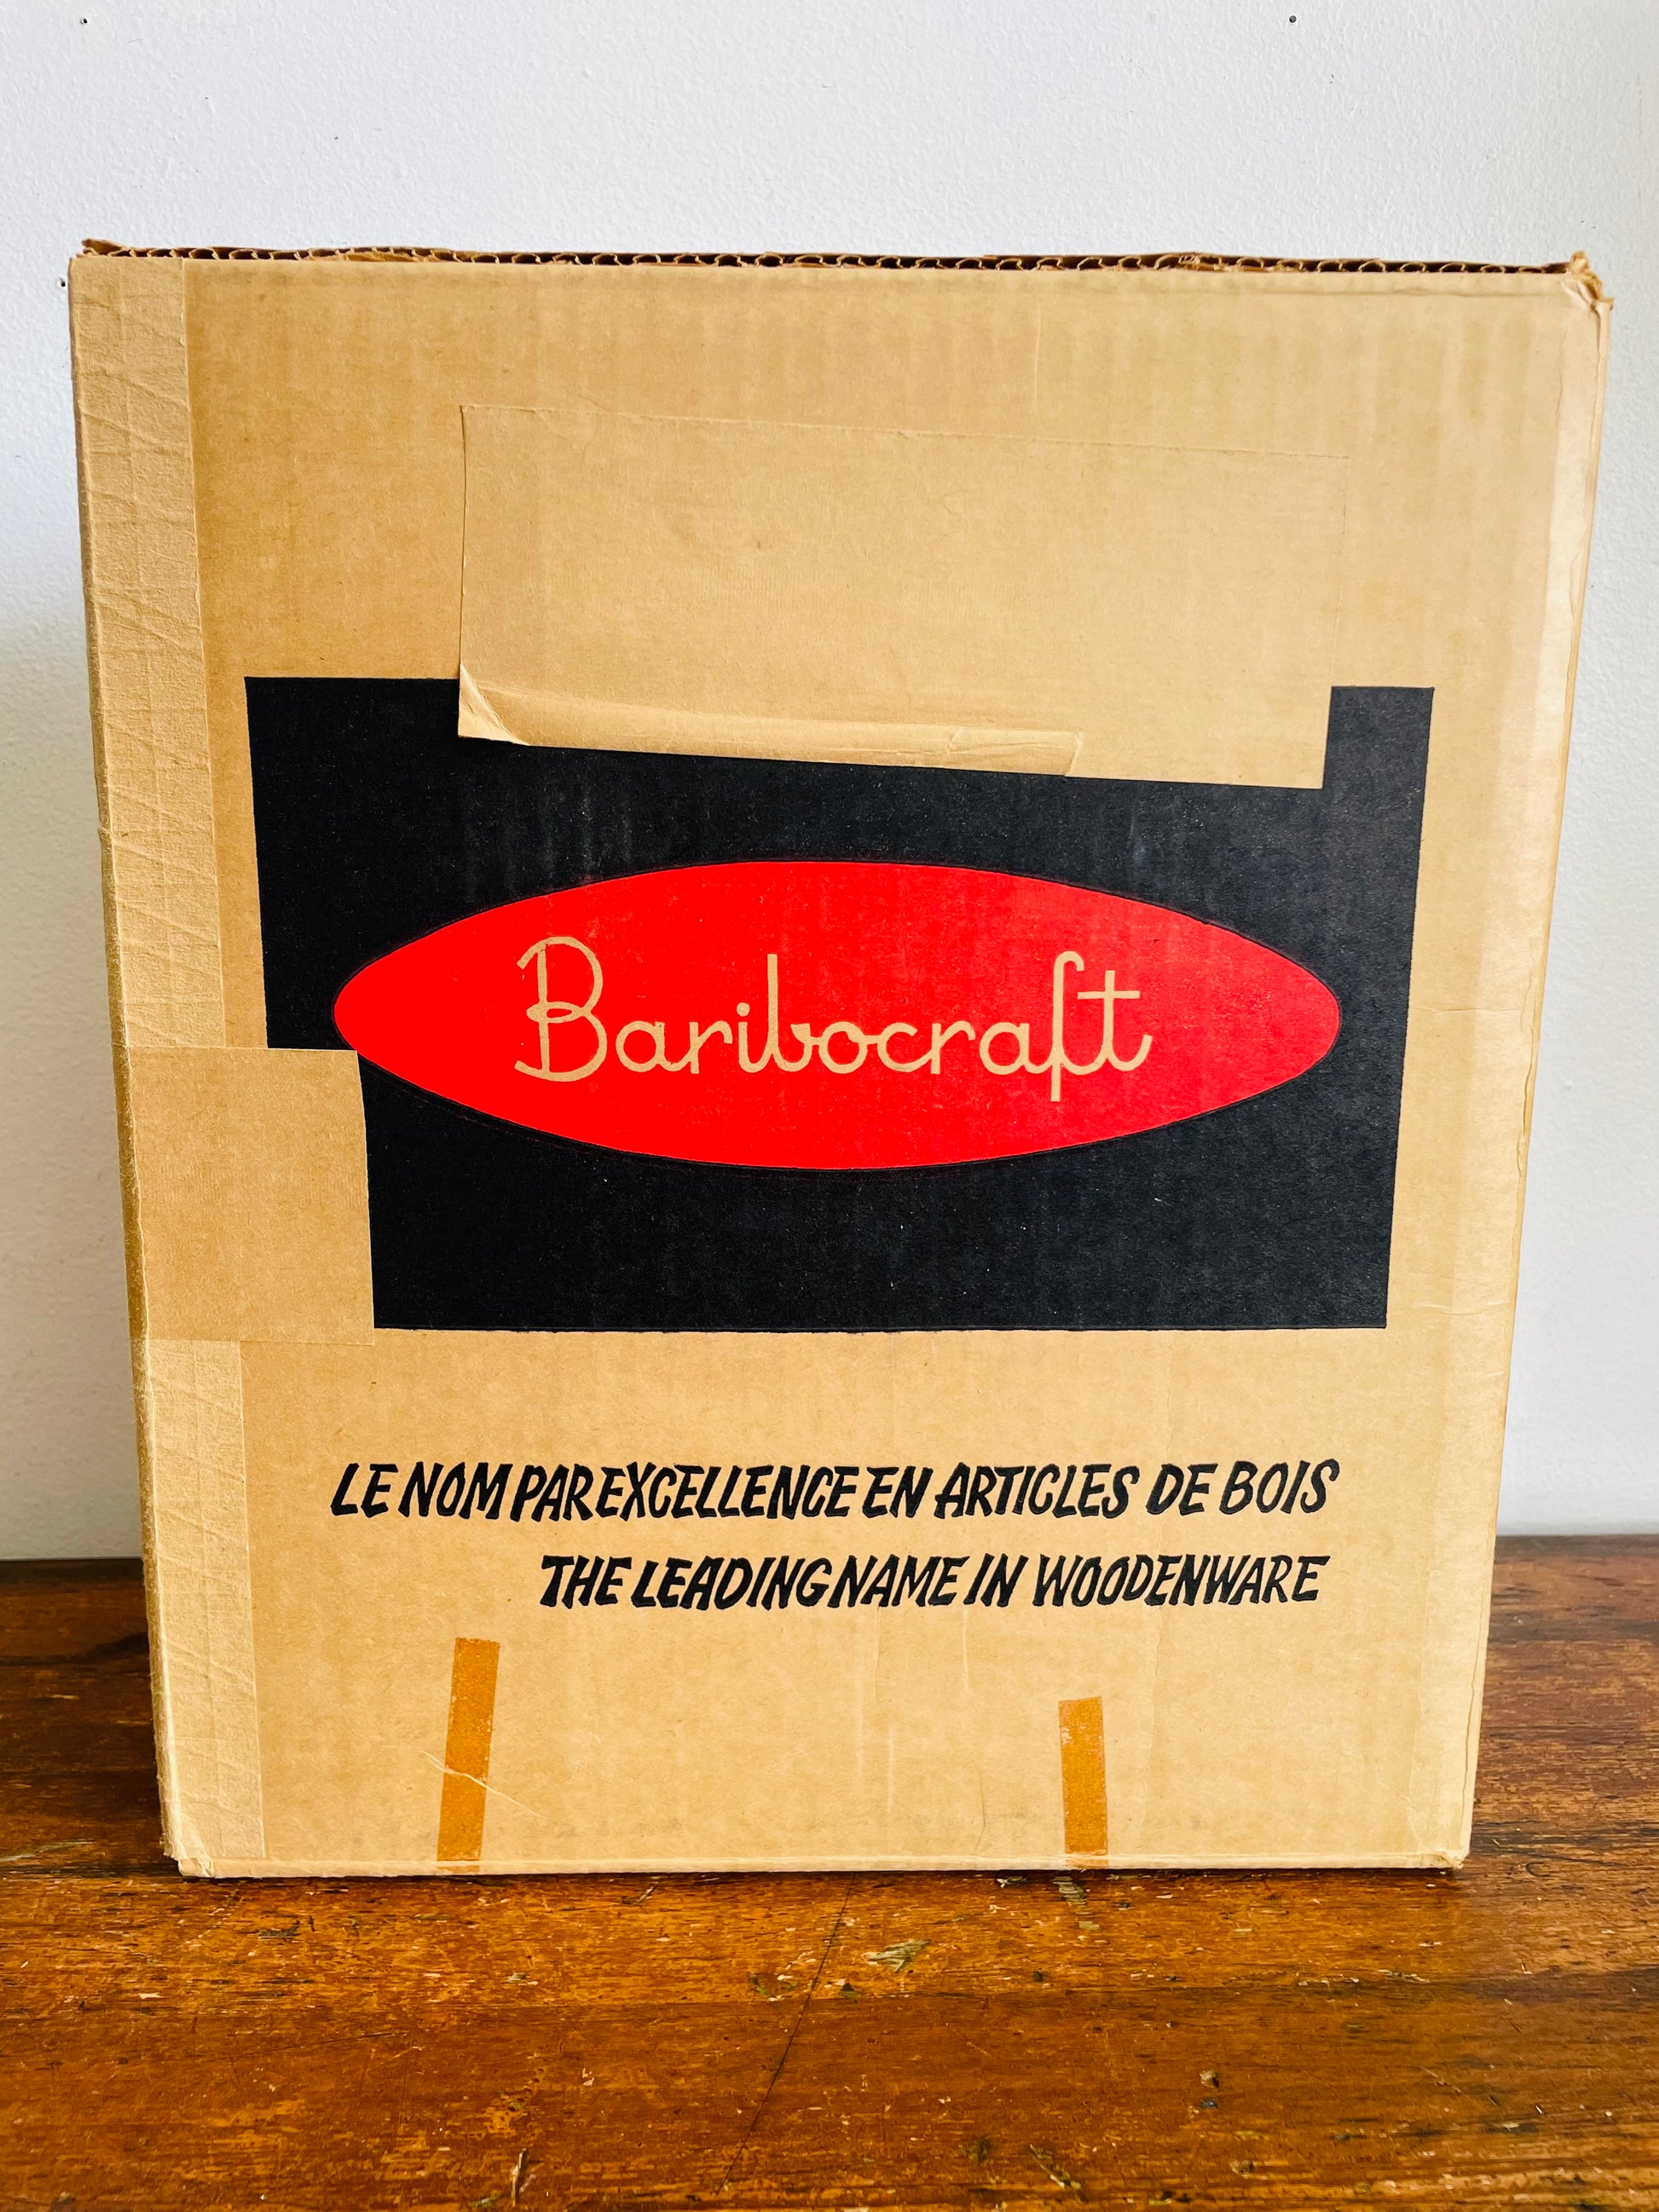 Baribocraft
LE NOM PAR EXCELLENCE EN ARTICLES DE BOIS
THE LEADING NAME IN WOODENWARE